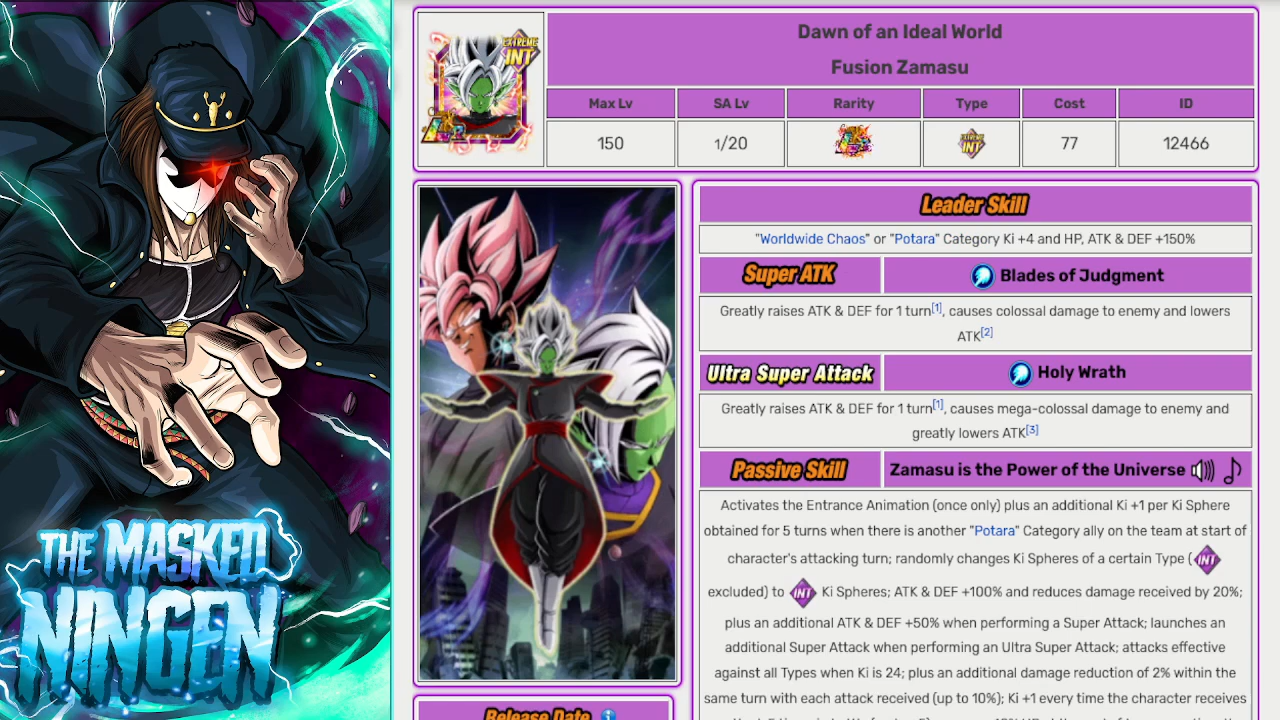 THE MASKED
NINGEN
EXTREME
INT
LR
Dawn of an Ideal World
Fusion Zamasu
Max Lv SA Lv Rarity Type Cost ID
150 1/20 LR EXTREME INT 77 12466
Leader Skill
"Worldwide Chaos" or "Potara" Category Ki +4 and HP, ATK & DEF +150%
Super ATK Blades of Judgment
Greatly raises ATK & DEF for 1 turn[1], causes colossal damage to enemy and lowers
ATK[2]
Ultra Super Attack Holy Wrath
Greatly raises ATK & DEF for 1 turn[1], causes mega-colossal damage to enemy and
greatly lowers ATK[3]
Passive Skill Zamasu is the Power of the Universe
Activates the Entrance Animation (once only) plus an additional Ki +1 per Ki Sphere
obtained for 5 turns when there is another "Potara" Category ally on the team at start of
character's attacking turn; randomly changes Ki Spheres of a certain Type (INT
excluded) to INT Ki Spheres; ATK & DEF +100% and reduces damage received by 20%;
plus an additional ATK & DEF +50% when performing a Super Attack; launches an
additional Super Attack when performing an Ultra Super Attack; attacks effective
against all Types when Ki is 24; plus an additional damage reduction of 2% within the
same turn with each attack received (up to 10%); Ki +1 every time the character receives
Release Date